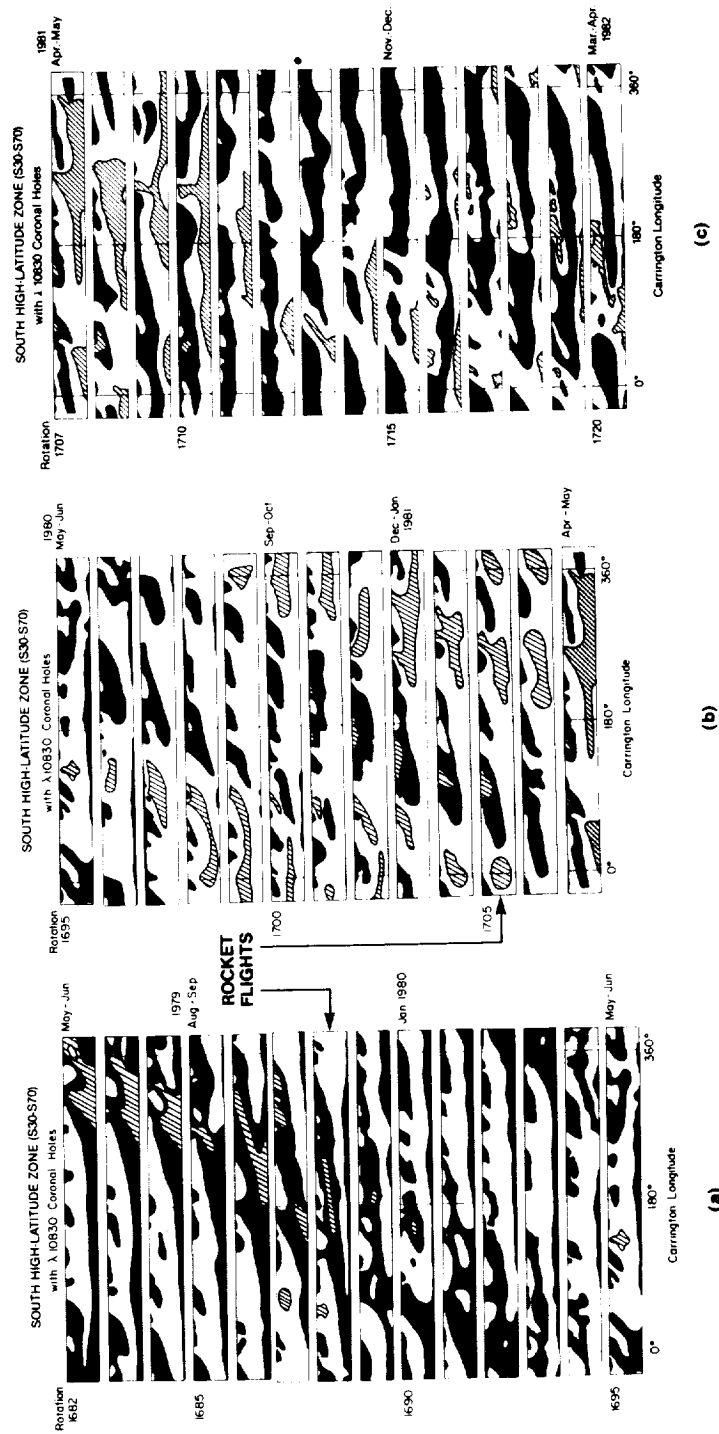 SOUTH HIGH-LATITUDE ZONE (S30-S70)
with λ 10830 Coronal Holes
Rotation
1682
1685
1690
1695
May-Jun
1979
Aug-Sep
Jan 1980
May-Jun
0°
180°
360°
Carrington Longitude
(a)
ROCKET
FLIGHTS
SOUTH HIGH-LATITUDE ZONE (S30-S70)
with λ10830 Coronal Holes
Rotation
1695
1700
1705
1980
May-Jun
Sep-Oct
Dec-Jan
1981
Apr-May
0°
180°
360°
Carrington Longitude
(b)
SOUTH HIGH-LATITUDE ZONE (S30-S70)
with λ 10830 Coronal Holes
Rotation
1707
1710
1715
1720
1981
Apr.-May
Nov.-Dec.
Mar.-Apr.
1982
0°
180°
360°
Carrington Longitude
(c)